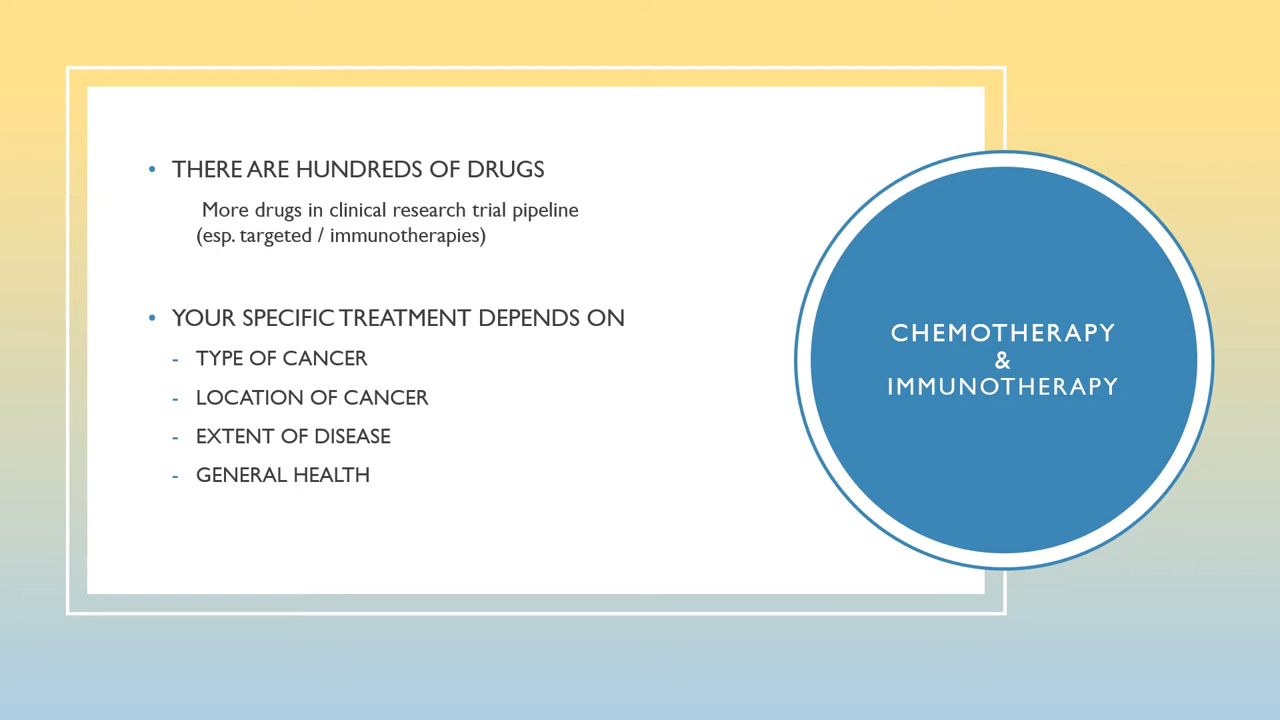 • THERE ARE HUNDREDS OF DRUGS
More drugs in clinical research trial pipeline
(esp. targeted / immunotherapies)
• YOUR SPECIFIC TREATMENT DEPENDS ON
- TYPE OF CANCER
- LOCATION OF CANCER
- EXTENT OF DISEASE
- GENERAL HEALTH
CHEMOTHERAPY
&
IMMUNOTHERAPY